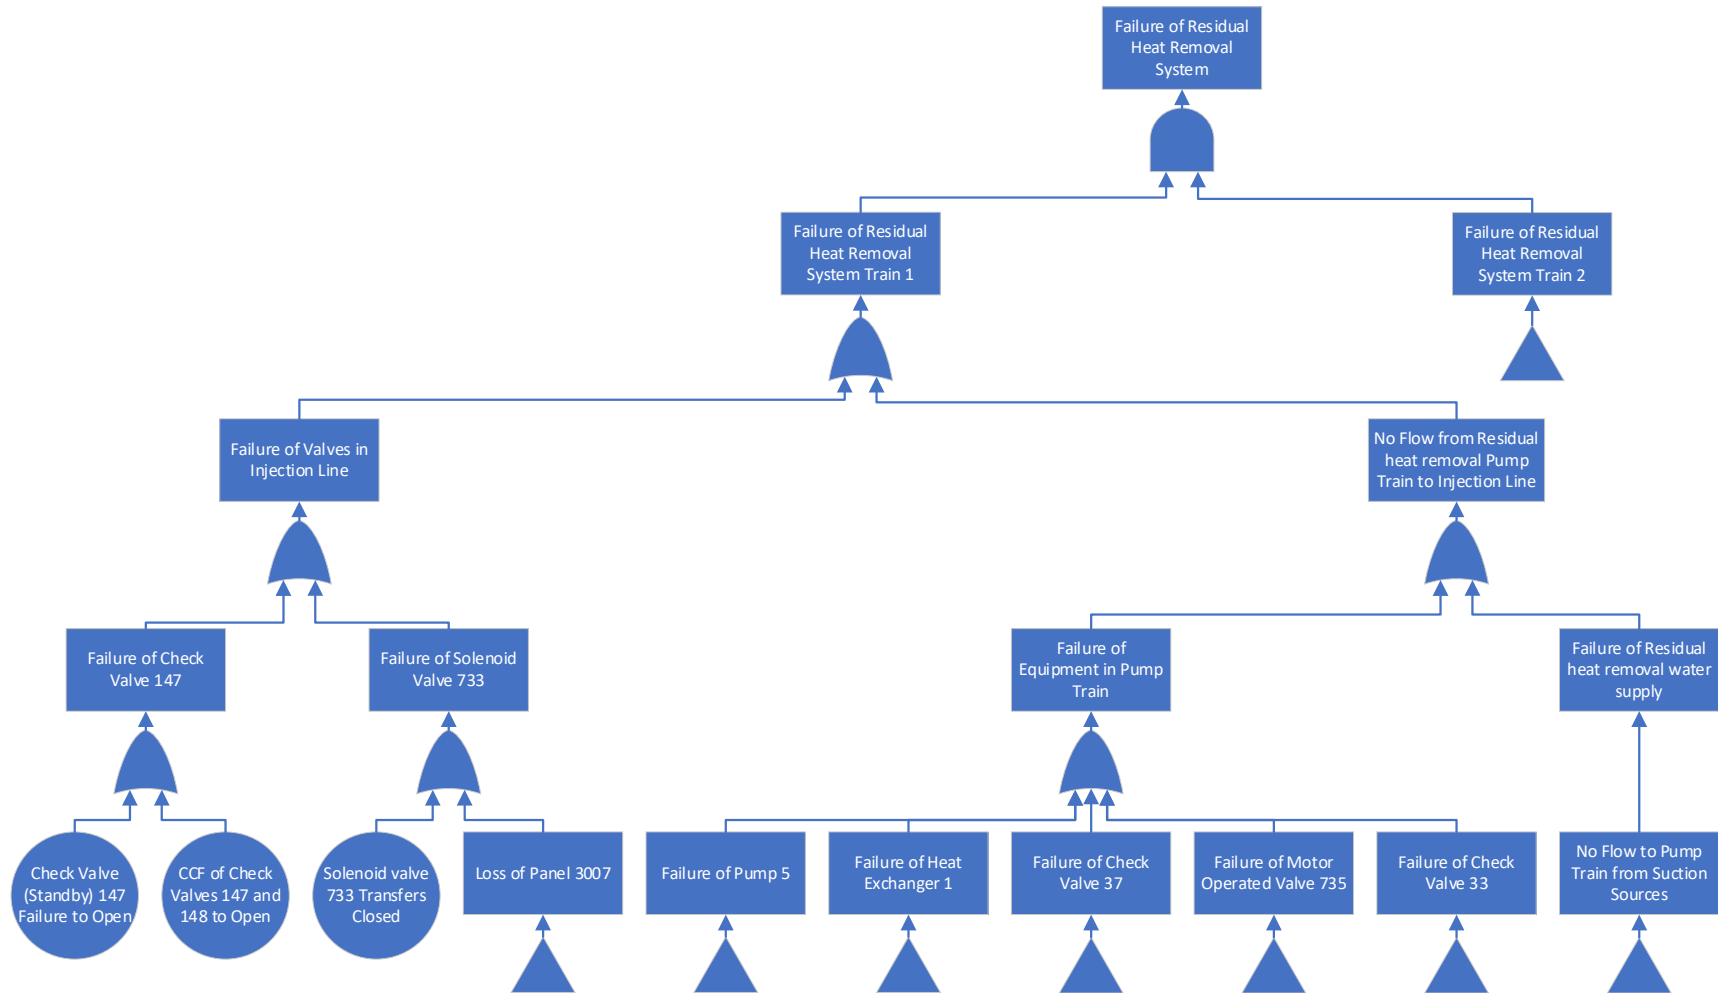 Failure of Residual
Heat Removal
System
Failure of Residual
Heat Removal
System Train 1
Failure of Residual
Heat Removal
System Train 2
Failure of Valves in
Injection Line
No Flow from Residual
heat removal Pump
Train to Injection Line
Failure of Check
Valve 147
Failure of Solenoid
Valve 733
Failure of
Equipment in Pump
Train
Failure of Residual
heat removal water
supply
Check Valve
(Standby) 147
Failure to Open
CCF of Check
Valves 147 and
148 to Open
Solenoid valve
733 Transfers
Closed
Loss of Panel 3007
Failure of Pump 5
Failure of Heat
Exchanger 1
Failure of Check
Valve 37
Failure of Motor
Operated Valve 735
Failure of Check
Valve 33
No Flow to Pump
Train from Suction
Sources